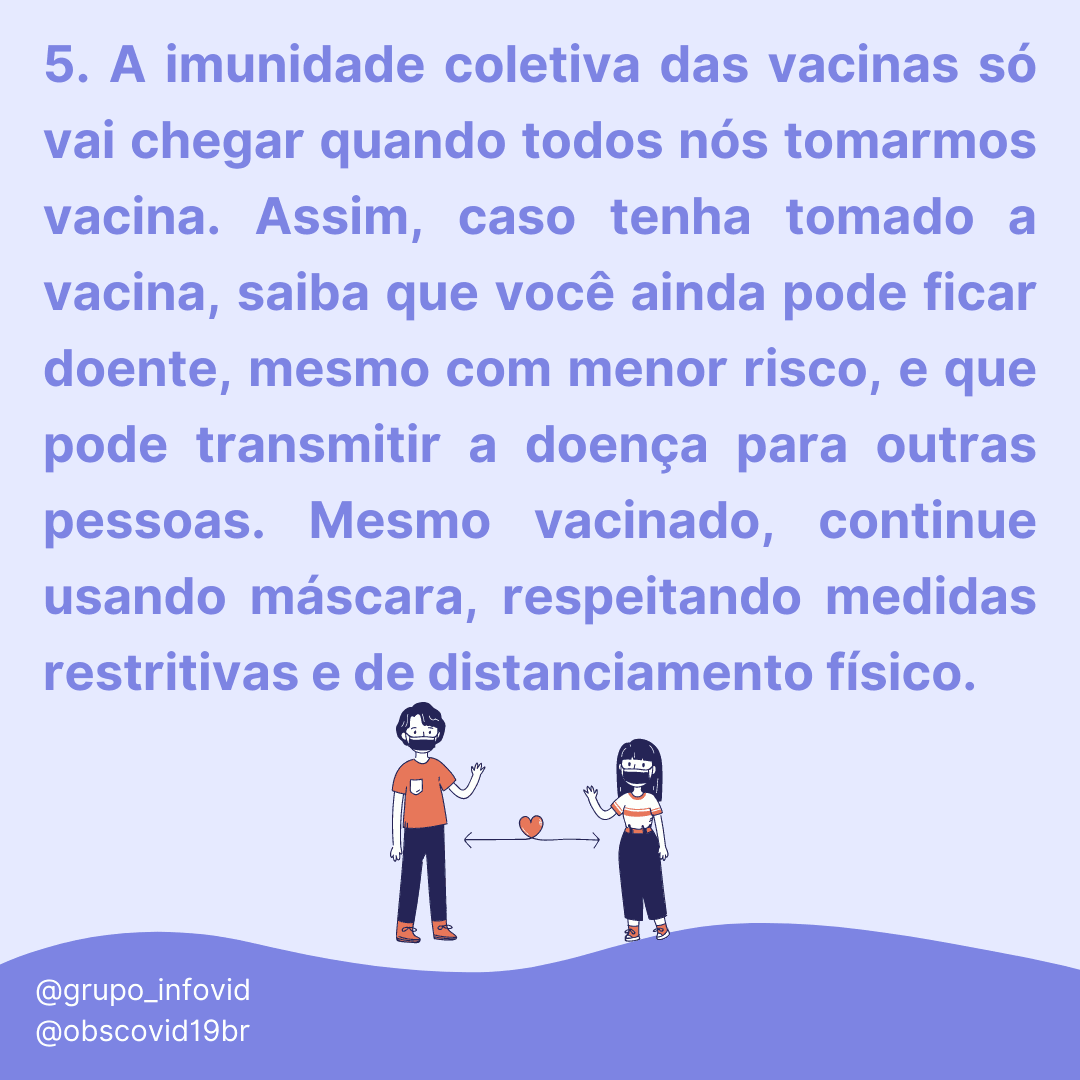 5. A imunidade coletiva das vacinas só
vai chegar quando todos nós tomarmos
vacina. Assim, caso tenha tomado a
vacina, saiba que você ainda pode ficar
doente, mesmo com menor risco, e que
pode transmitir a doença para outras
pessoas. Mesmo vacinado, continue
usando máscara, respeitando medidas
restritivas e de distanciamento físico.
@grupo_infovid
@obscovid19br